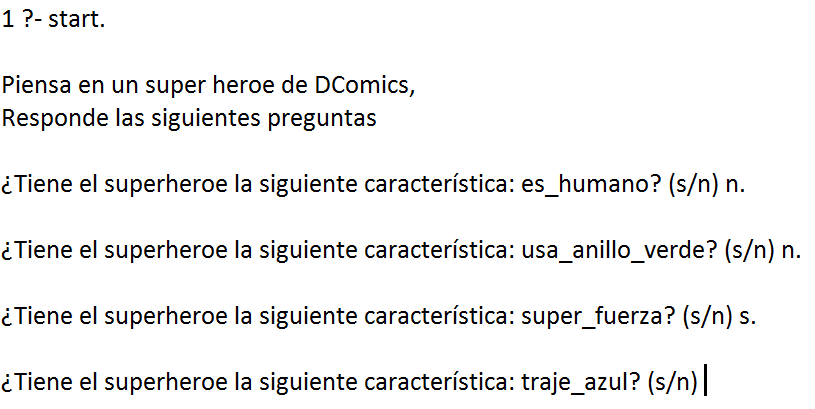 1 ?- start.
Piensa en un super heroe de DComics,
Responde las siguientes preguntas
¿Tiene el superheroe la siguiente característica: es_humano? (s/n) n.
¿Tiene el superheroe la siguiente característica: usa_anillo_verde? (s/n) n.
¿Tiene el superheroe la siguiente característica: super_fuerza? (s/n) s.
¿Tiene el superheroe la siguiente característica: traje_azul? (s/n)